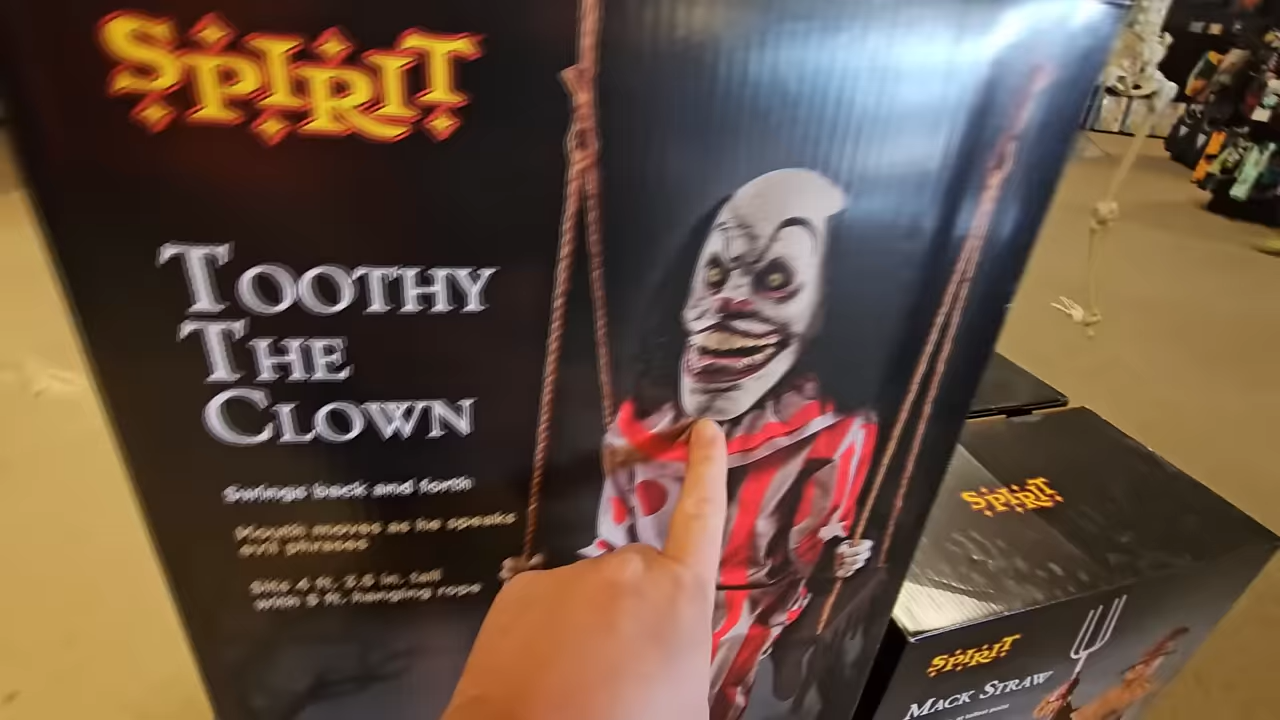 SPIRIT
TOOTHY
THE
CLOWN
Swings back and forth
Mouth moves as he speaks
evil phrases
Sits 4 ft. 2.5 in. tall
with 5 ft. hanging rope
SPIRIT
SPIRIT
MACK STRAW